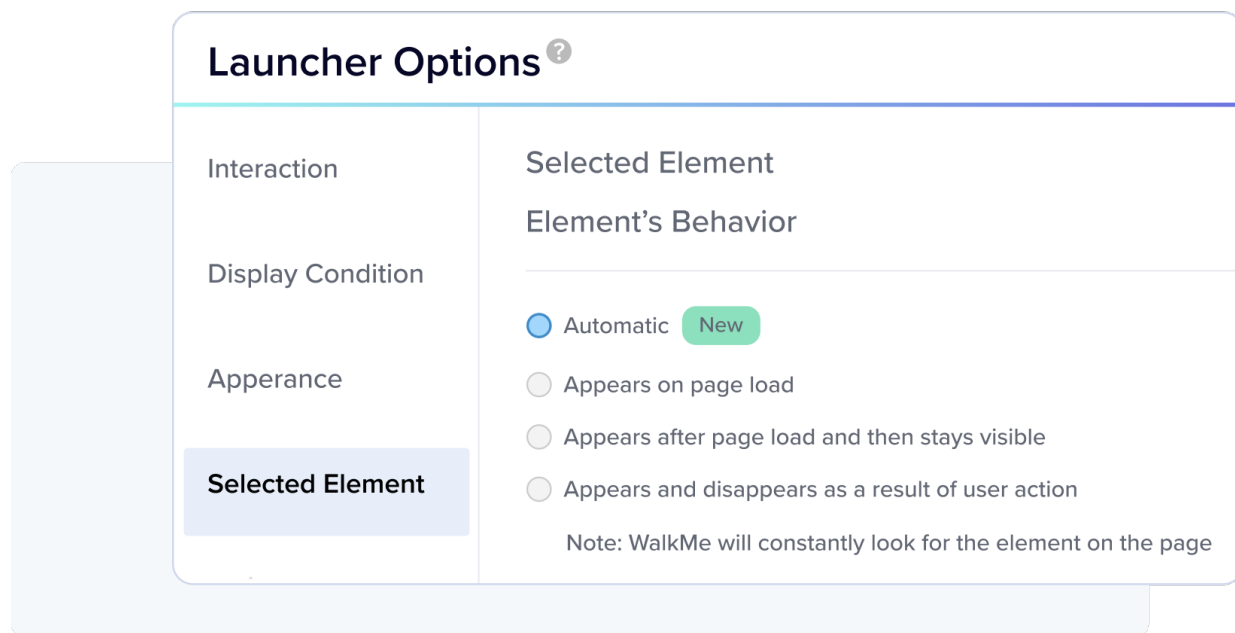 Launcher Options ?
Interaction
Display Condition
Apperance
Selected Element
Selected Element
Element's Behavior
Automatic New
Appears on page load
Appears after page load and then stays visible
Appears and disappears as a result of user action
Note: WalkMe will constantly look for the element on the page